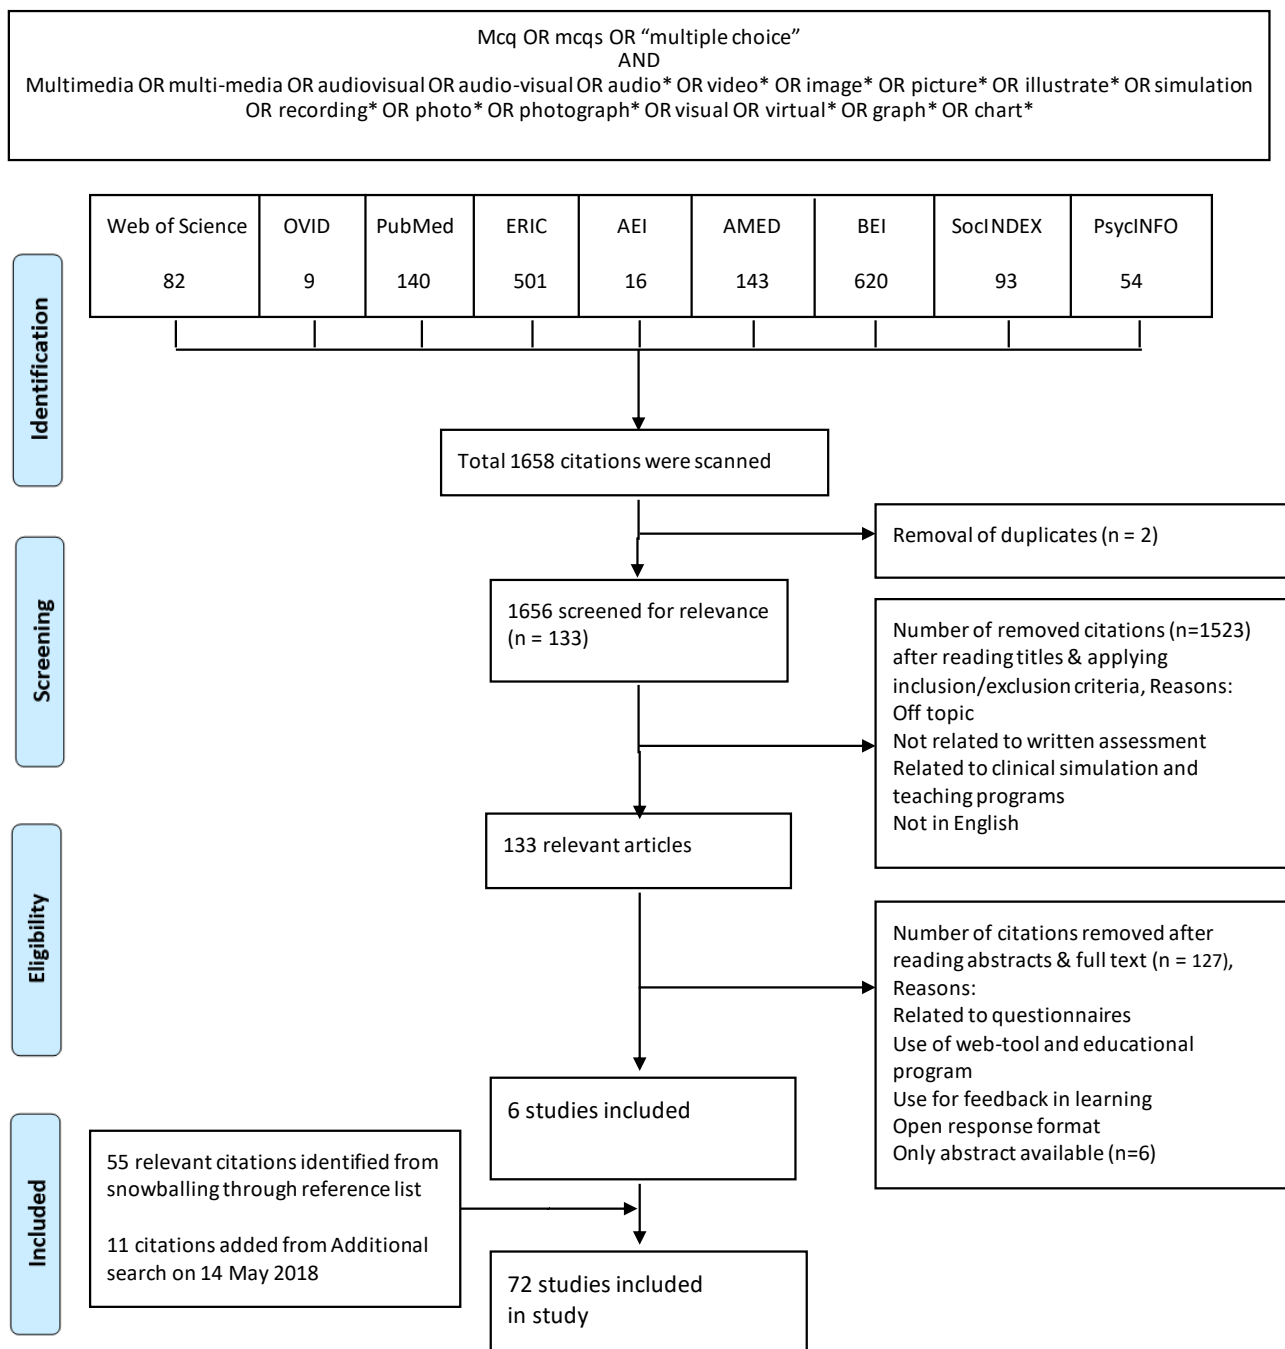 Mcq OR mcqs OR “multiple choice”
AND
Multimedia OR multi-media OR audiovisual OR audio-visual OR audio* OR video* OR image* OR picture* OR illustrate* OR simulation
OR recording* OR photo* OR photograph* OR visual OR virtual* OR graph* OR chart*
Web of Science OVID PubMed ERIC AEI AMED BEI SocINDEX PsycINFO
82 9 140 501 16 143 620 93 54
Identification
Total 1658 citations were scanned
Removal of duplicates (n = 2)
Screening
1656 screened for relevance
(n = 133)
Number of removed citations (n=1523)
after reading titles & applying
inclusion/exclusion criteria, Reasons:
Off topic
Not related to written assessment
Related to clinical simulation and
teaching programs
Not in English
133 relevant articles
Eligibility
Number of citations removed after
reading abstracts & full text (n = 127),
Reasons:
Related to questionnaires
Use of web-tool and educational
program
Use for feedback in learning
Open response format
Only abstract available (n=6)
6 studies included
Included
55 relevant citations identified from
snowballing through reference list
11 citations added from Additional
search on 14 May 2018
72 studies included
in study